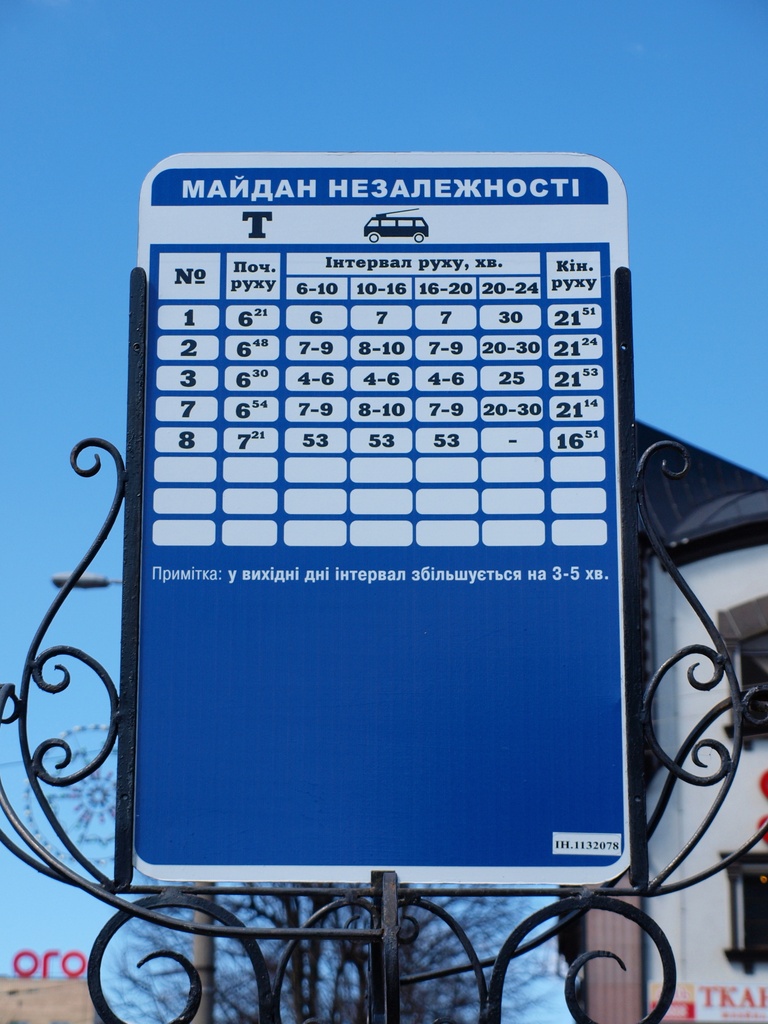 МАЙДАН НЕЗАЛЕЖНОСТІ
Т
№ Поч. руху Інтервал руху, хв. Кін. руху
6-10 10-16 16-20 20-24
1 6²¹ 6 7 7 30 21⁵¹
2 6⁴⁸ 7-9 8-10 7-9 20-30 21²⁴
3 6³⁰ 4-6 4-6 4-6 25 21⁵³
7 6⁵⁴ 7-9 8-10 7-9 20-30 21¹⁴
8 7²¹ 53 53 53 - 16⁵¹
Примітка: у вихідні дні інтервал збільшується на 3-5 хв.
ІН.1132078
ОГО
ТКАН